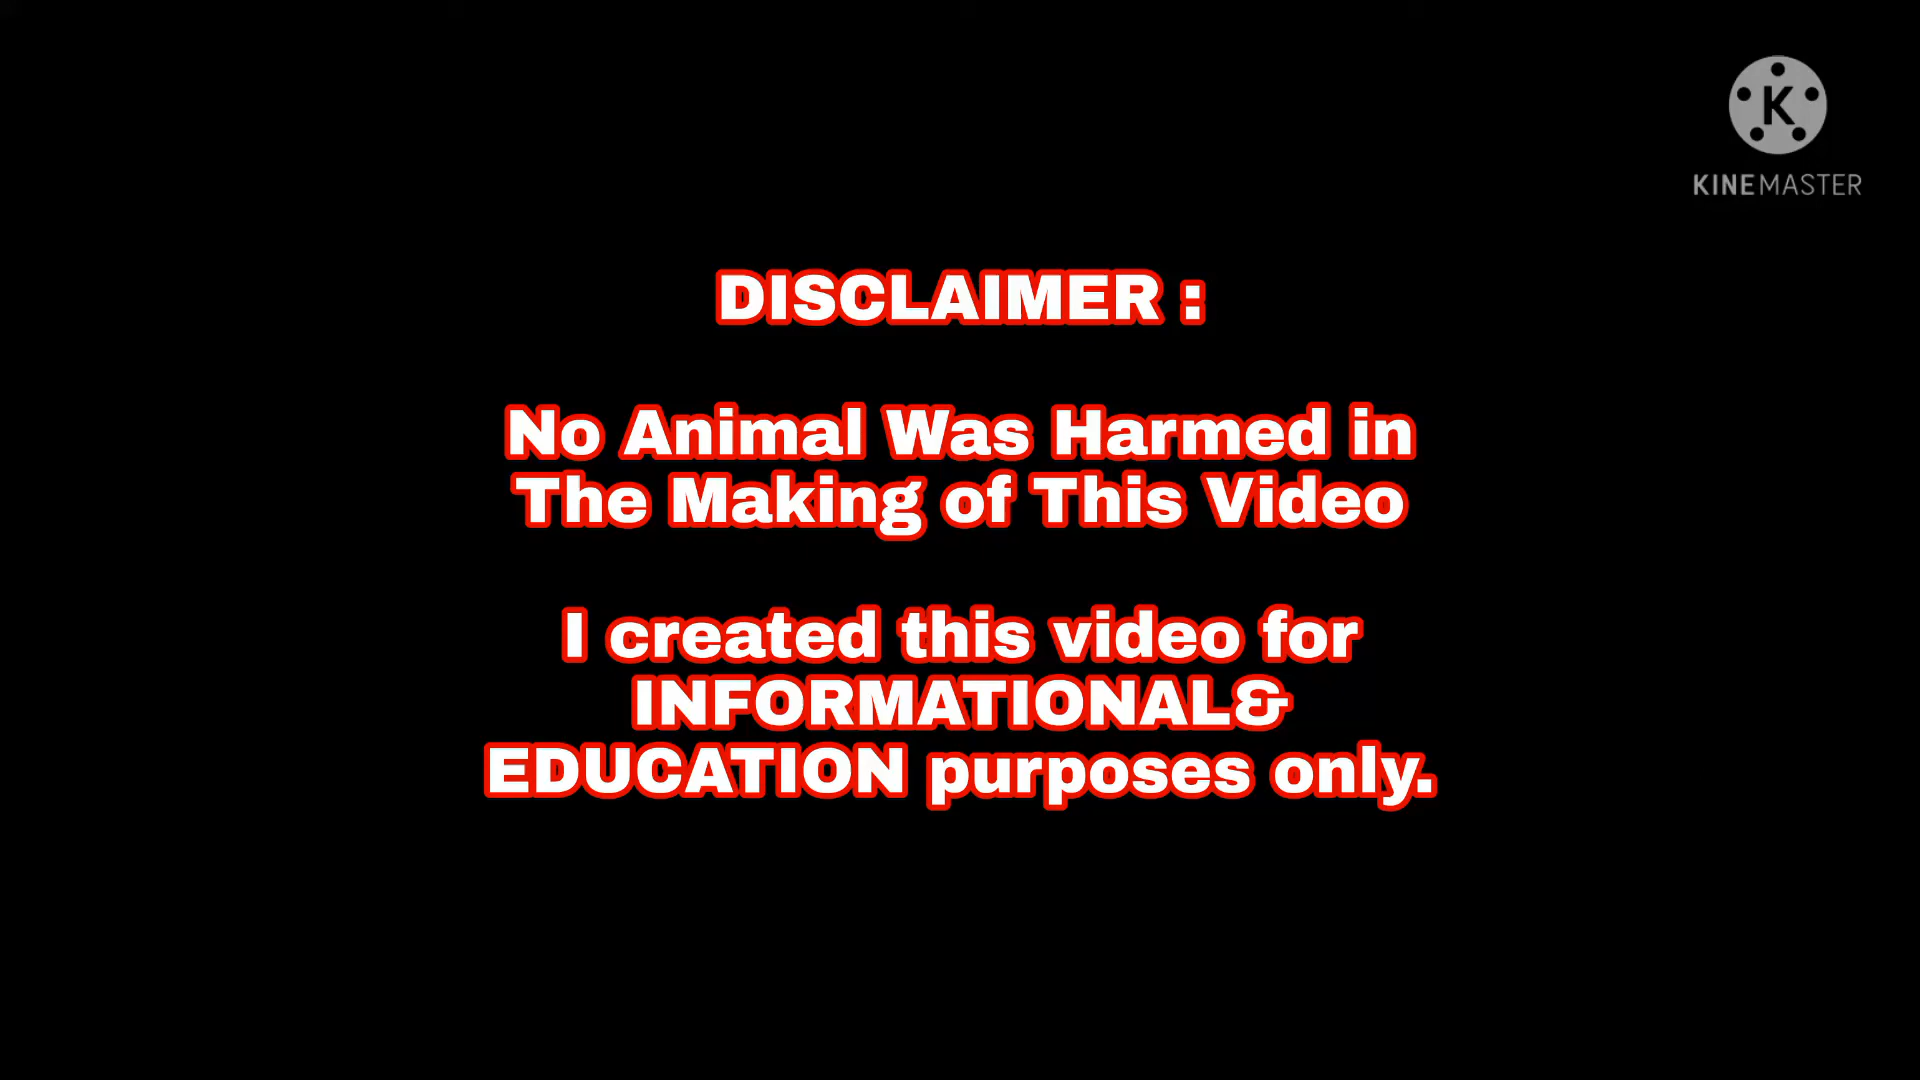 K
KINEMASTER
DISCLAIMER :
No Animal Was Harmed in
The Making of This Video
I created this video for
INFORMATIONAL&
EDUCATION purposes only.